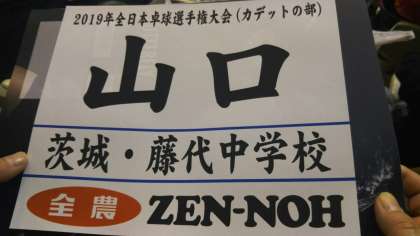 2019年全日本卓球選手権大会(カデットの部)
山口
茨城・藤代中学校
全農 ZEN-NOH